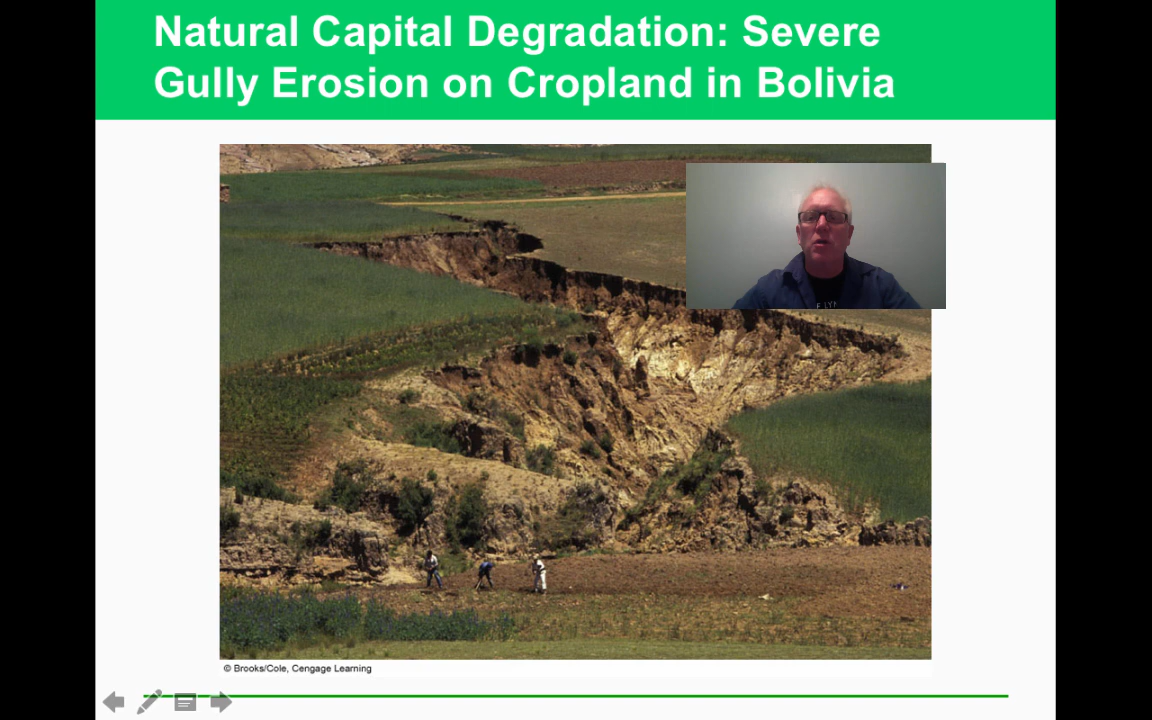 Natural Capital Degradation: Severe
Gully Erosion on Cropland in Bolivia
© Brooks/Cole, Cengage Learning